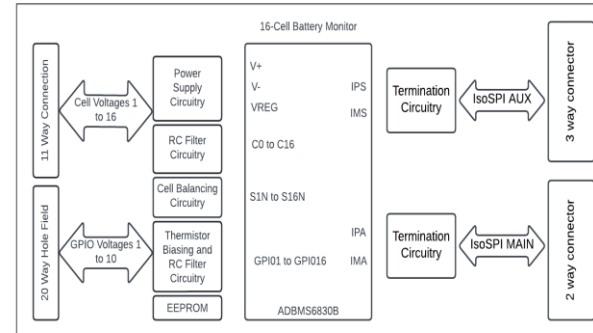 16-Cell Battery Monitor
11 Way Connection
Cell Voltages 1
to 16
Power
Supply
Circuitry
RC Filter
Circuitry
Cell Balancing
Circuitry
20 Way Hole Field
GPIO Voltages 1
to 10
Thermistor
Biasing and
RC Filter
Circuitry
EEPROM
V+
V-
VREG
C0 to C16
S1N to S16N
GPI01 to GPI016
IPS
IMS
IPA
IMA
ADBMS6830B
Termination
Circuitry
IsoSPI AUX
3 way connector
Termination
Circuitry
IsoSPI MAIN
2 way connector